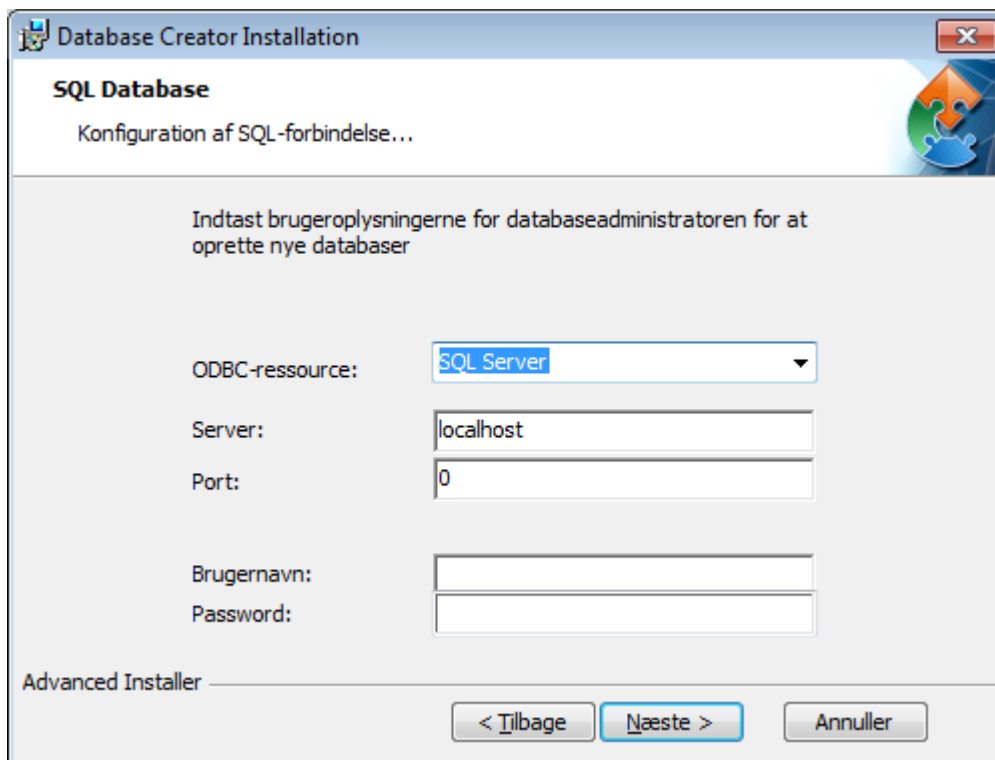 Database Creator Installation
SQL Database
Konfiguration af SQL-forbindelse...
Indtast brugeroplysningerne for databaseadministratoren for at
oprette nye databaser
ODBC-ressource: SQL Server
Server: localhost
Port: 0
Brugernavn:
Password:
Advanced Installer
< Tilbage Næste > Annuller